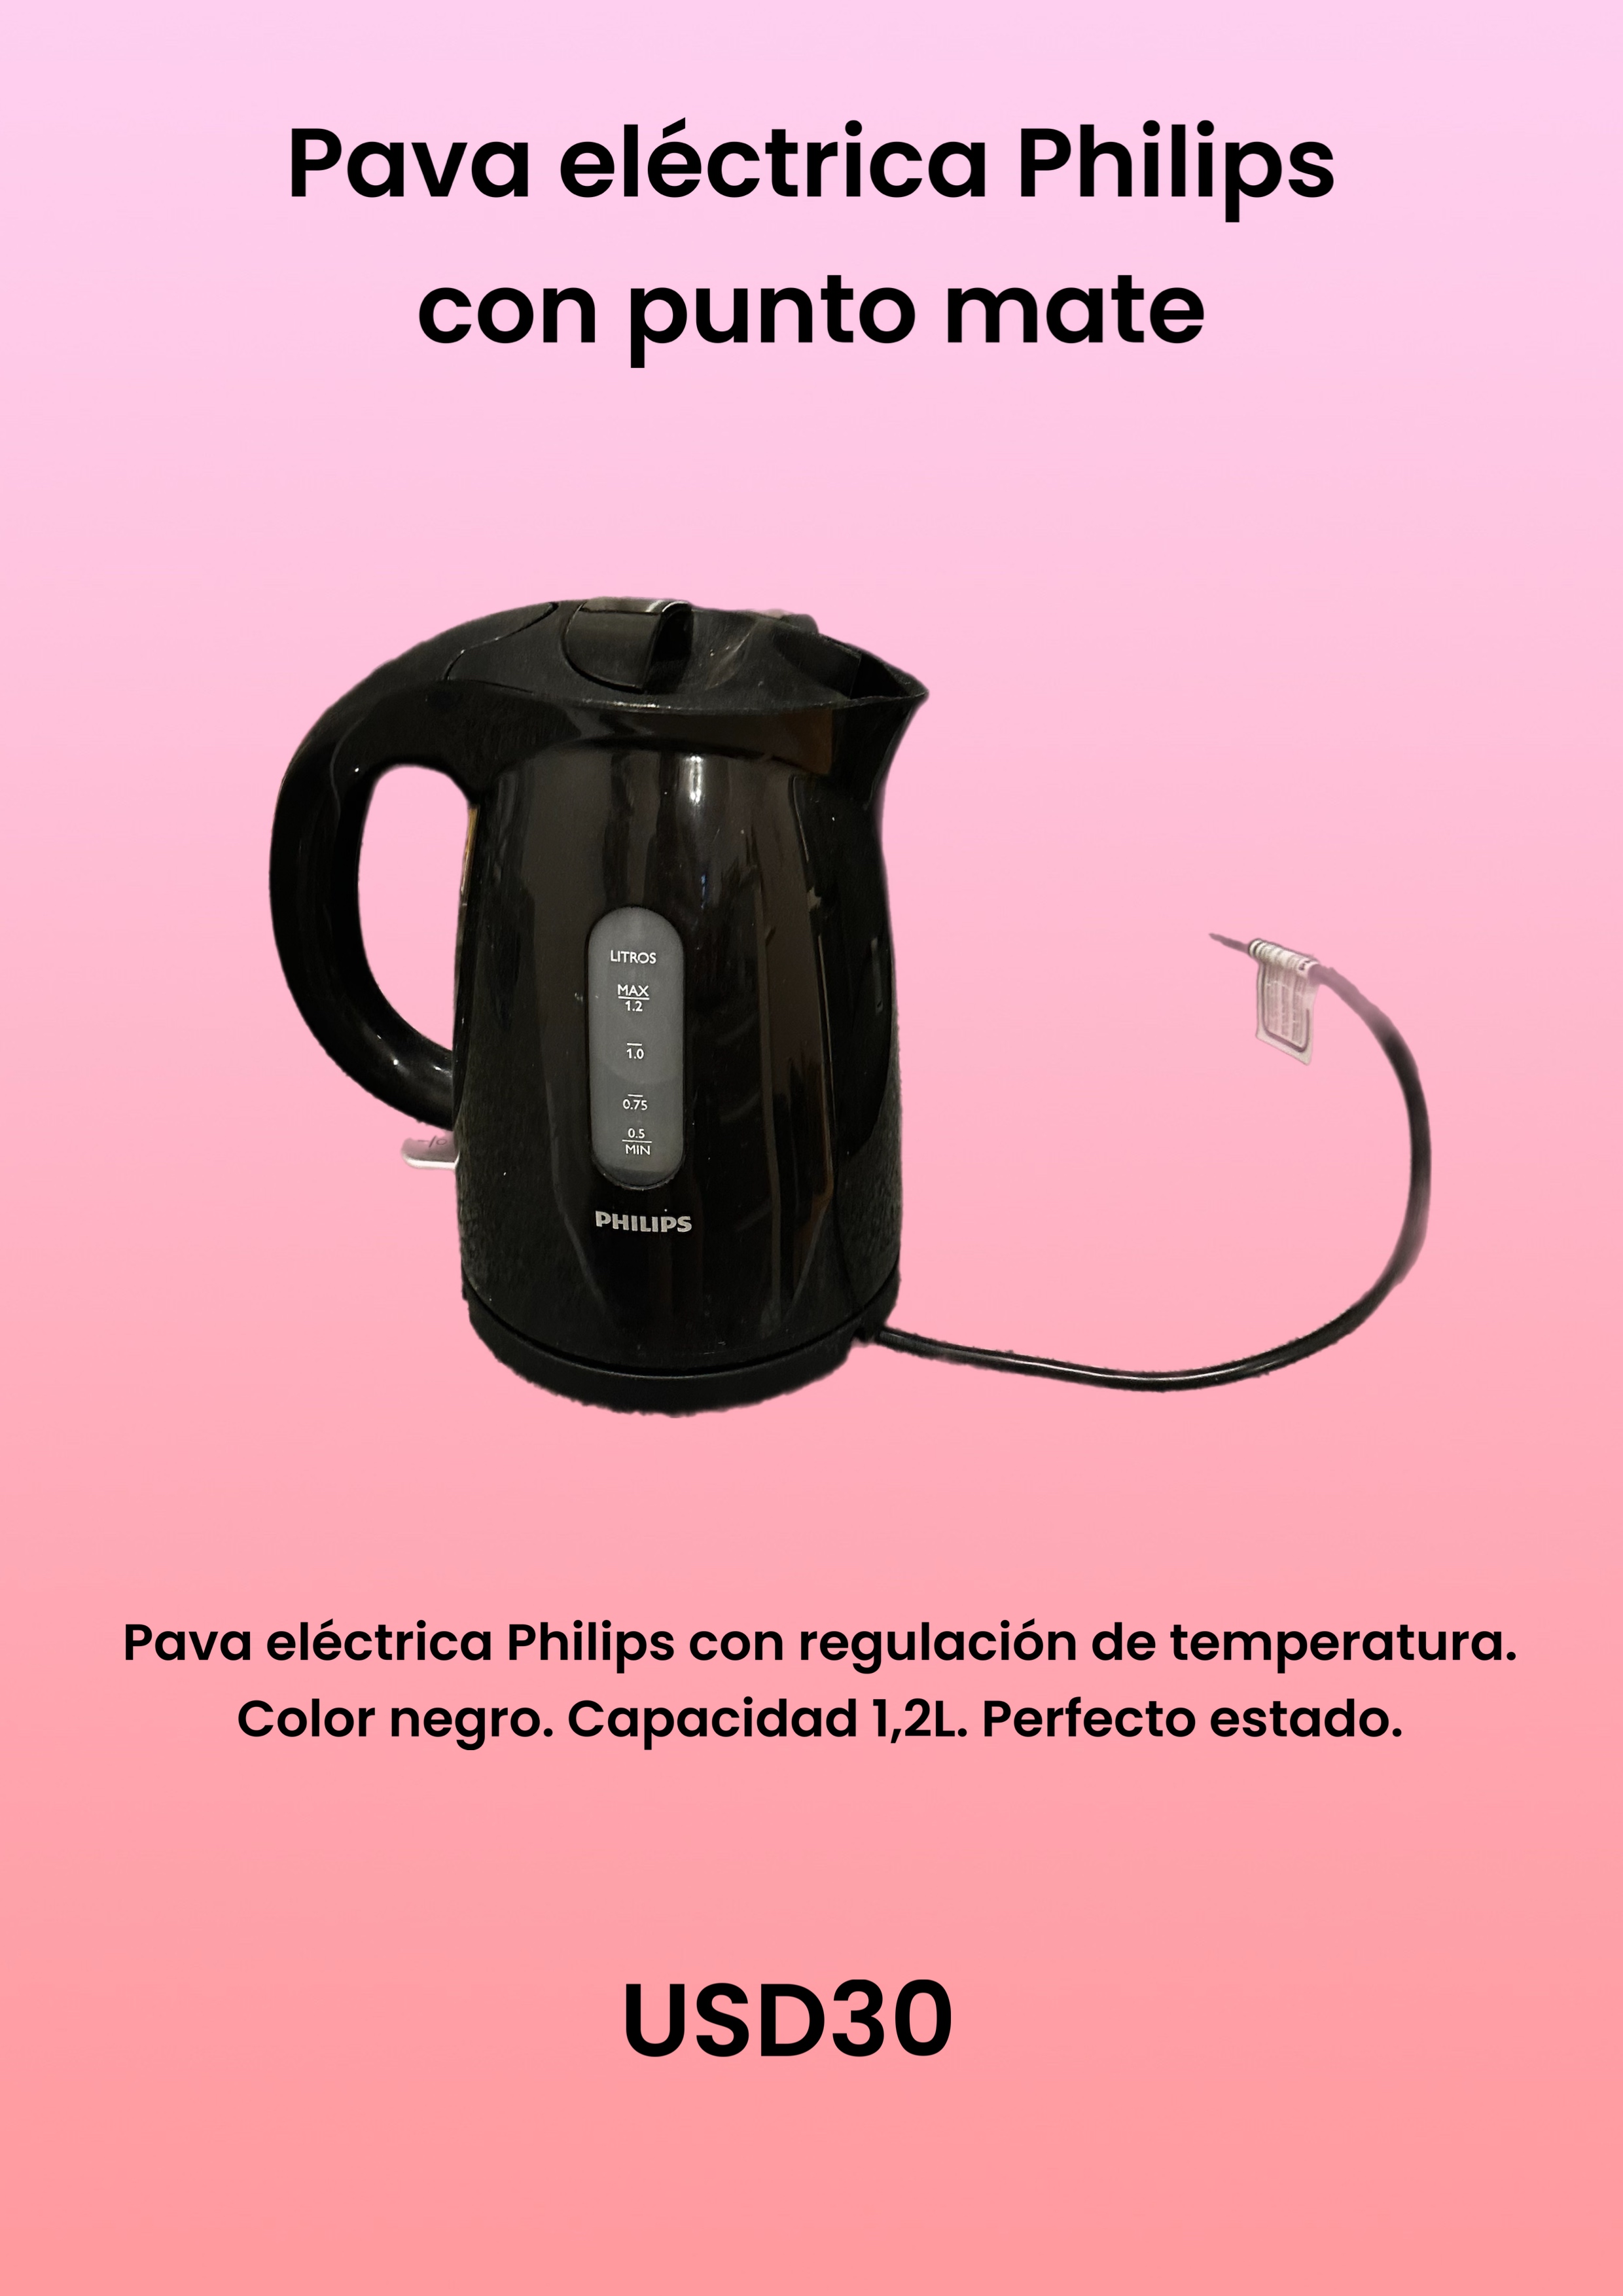 Pava eléctrica Philips
con punto mate
LITROS
MAX
1.2
1.0
0.75
0.5
MIN
PHILIPS
Pava eléctrica Philips con regulación de temperatura.
Color negro. Capacidad 1,2L. Perfecto estado.
USD30